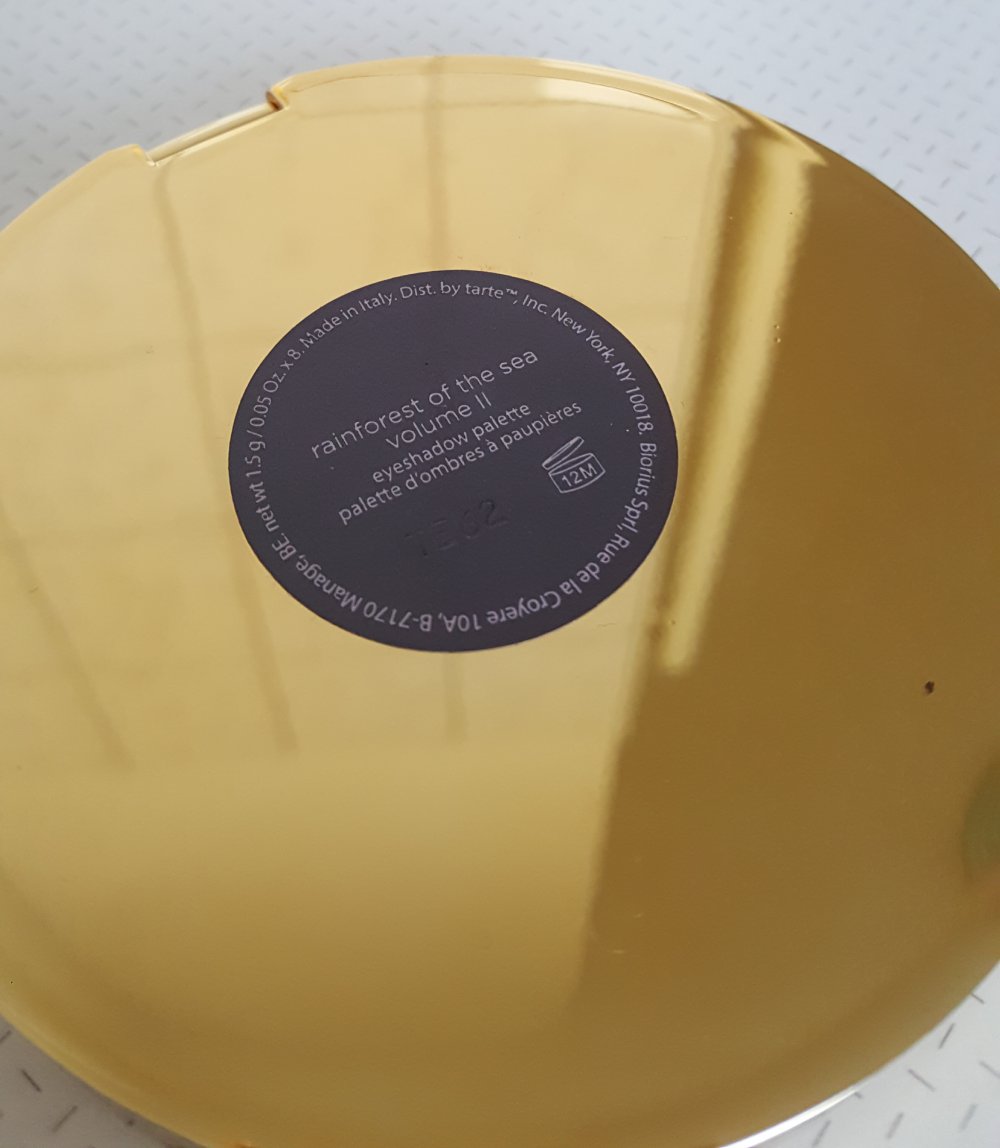 rainforest of the sea
volume II
eyeshadow palette
palette d'ombres à paupières
12M
TE62
net wt 1.5 g / 0.05 Oz. x 8. Made in Italy. Dist. by tarte™, Inc. New York, NY 10018. Biorius Sprl, Rue de la Croyere 10A, B-7170 Manage, BE.